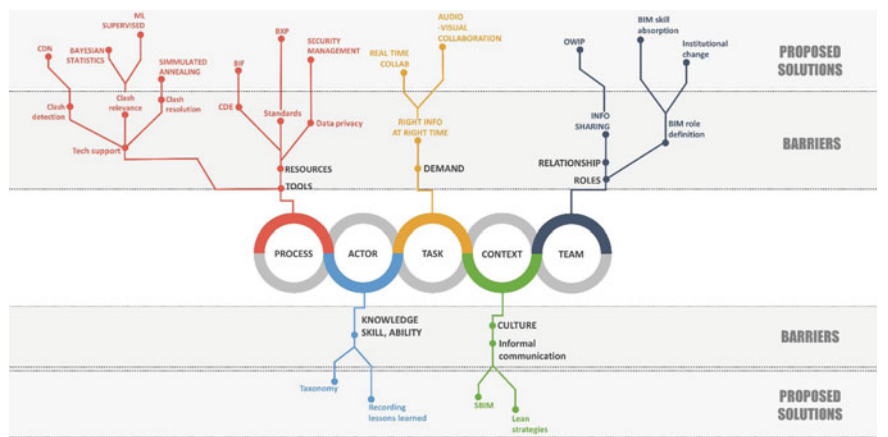 ML
SUPERVISED
CDN
BAYESIAN
STATISTICS
SIMMULATED
ANNEALING
BXP
SECURITY
MANAGEMENT
BIF
AUDIO
-VISUAL
COLLABORATION
REAL TIME
COLLAB
OWIP
BIM skill
absorption
Institutional
change
PROPOSED
SOLUTIONS
Clash
detection
Clash
relevance
Clash
resolution
Tech support
CDE
Standards
Data privacy
RESOURCES
TOOLS
RIGHT INFO
AT RIGHT TIME
DEMAND
INFO
SHARING
BIM role
definition
RELATIONSHIP
ROLES
BARRIERS
PROCESS
ACTOR
TASK
CONTEXT
TEAM
KNOWLEDGE
SKILL, ABILITY
CULTURE
Informal
communication
BARRIERS
Taxonomy
Recording
lessons learned
SBIM
Lean
strategies
PROPOSED
SOLUTIONS